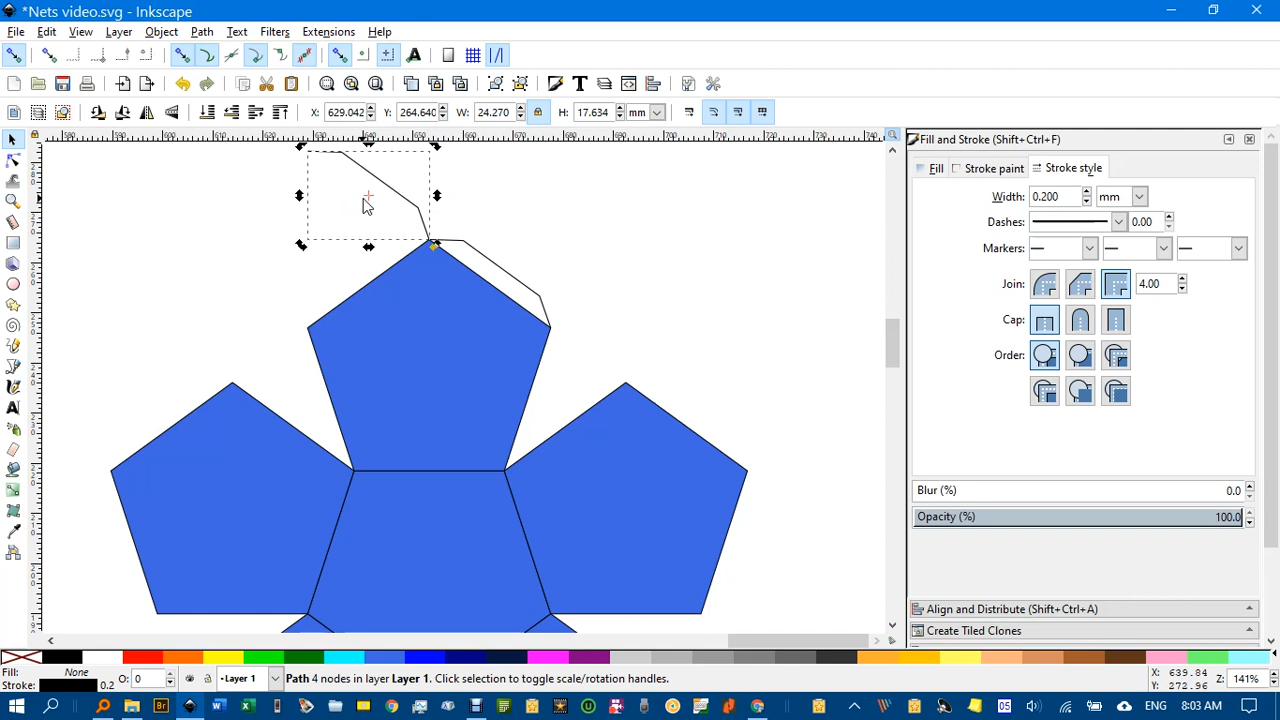 *Nets video.svg - Inkscape
File Edit View Layer Object Path Text Filters Extensions Help
X: 629.042 Y: 264.640 W: 24.270 H: 17.634 mm
Fill and Stroke (Shift+Ctrl+F)
Fill Stroke paint Stroke style
Width: 0.200 mm
Dashes: 0.00
Markers:
Join: 4.00
Cap:
Order:
Blur (%) 0.0
Opacity (%) 100.0
Align and Distribute (Shift+Ctrl+A)
Create Tiled Clones
Fill: None
Stroke: 0.2 O: 0 Layer 1 Path 4 nodes in layer Layer 1. Click selection to toggle scale/rotation handles. X: 639.84 Y: 272.96 Z: 141%
05 ENG 8:03 AM